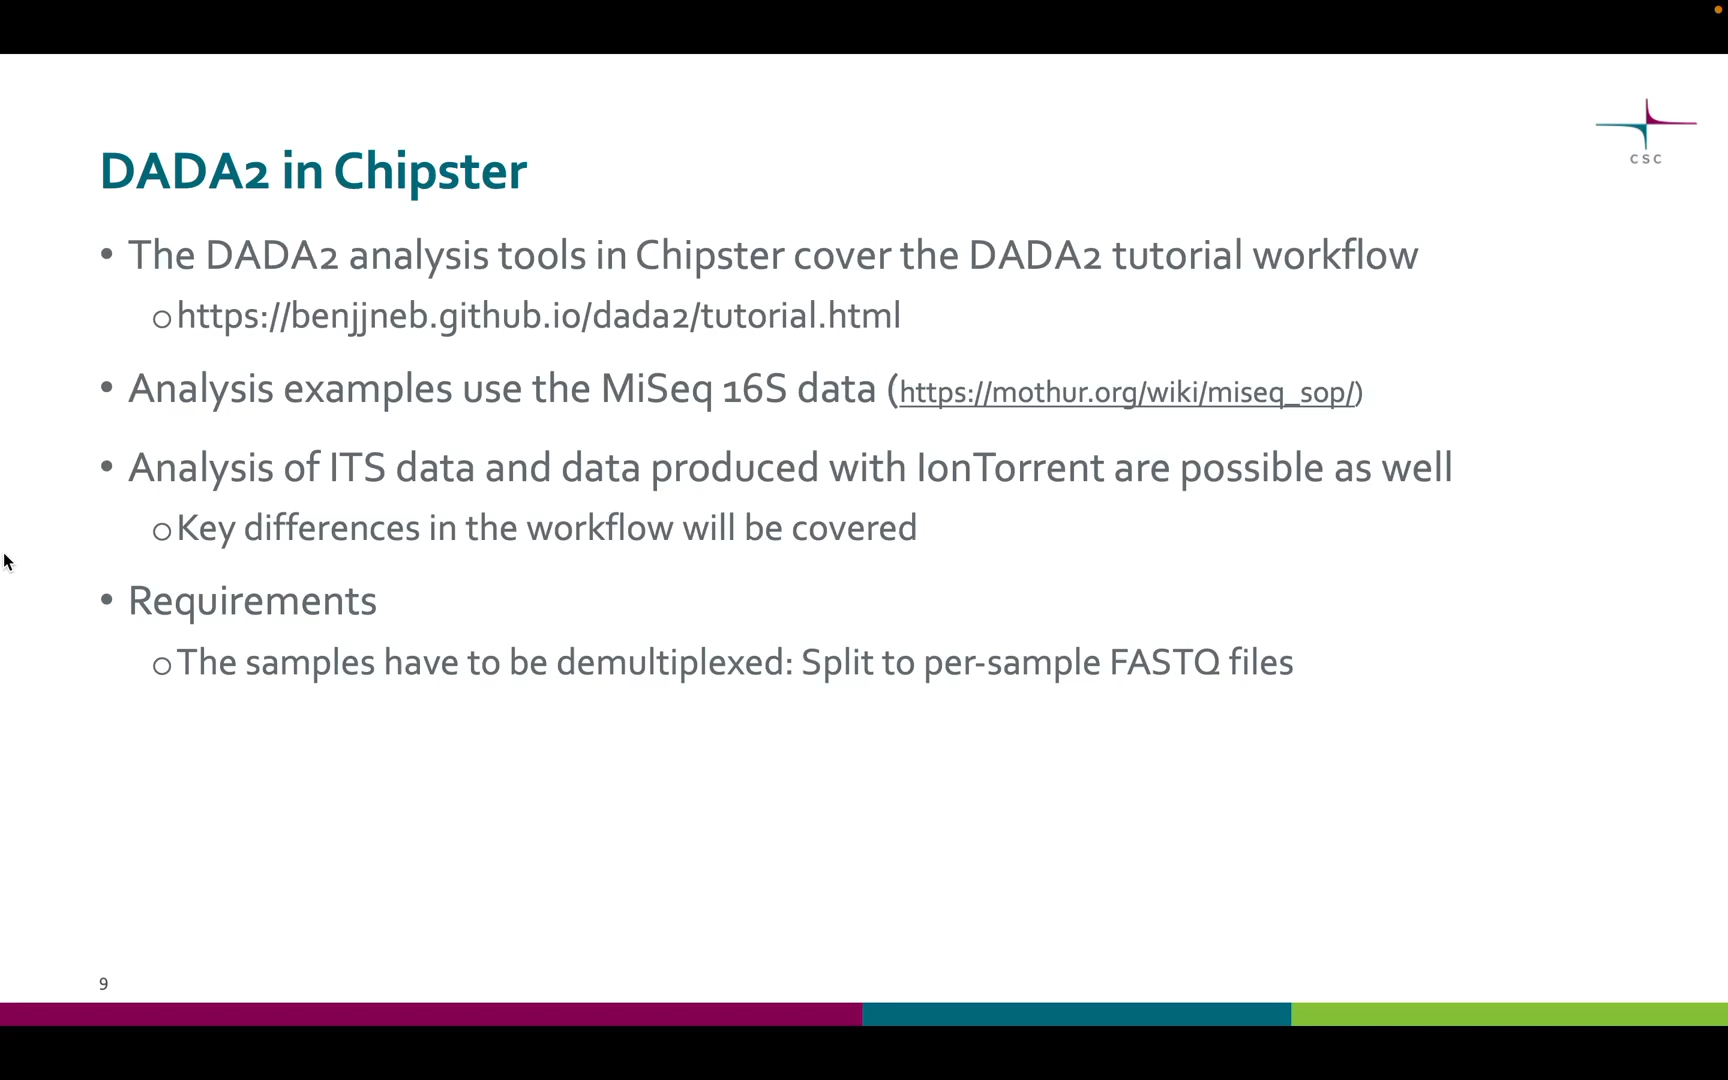 CSC
DADA2 in Chipster
• The DADA2 analysis tools in Chipster cover the DADA2 tutorial workflow
o https://benjjneb.github.io/dada2/tutorial.html
• Analysis examples use the MiSeq 16S data (https://mothur.org/wiki/miseq_sop/)
• Analysis of ITS data and data produced with IonTorrent are possible as well
o Key differences in the workflow will be covered
• Requirements
o The samples have to be demultiplexed: Split to per-sample FASTQ files
9